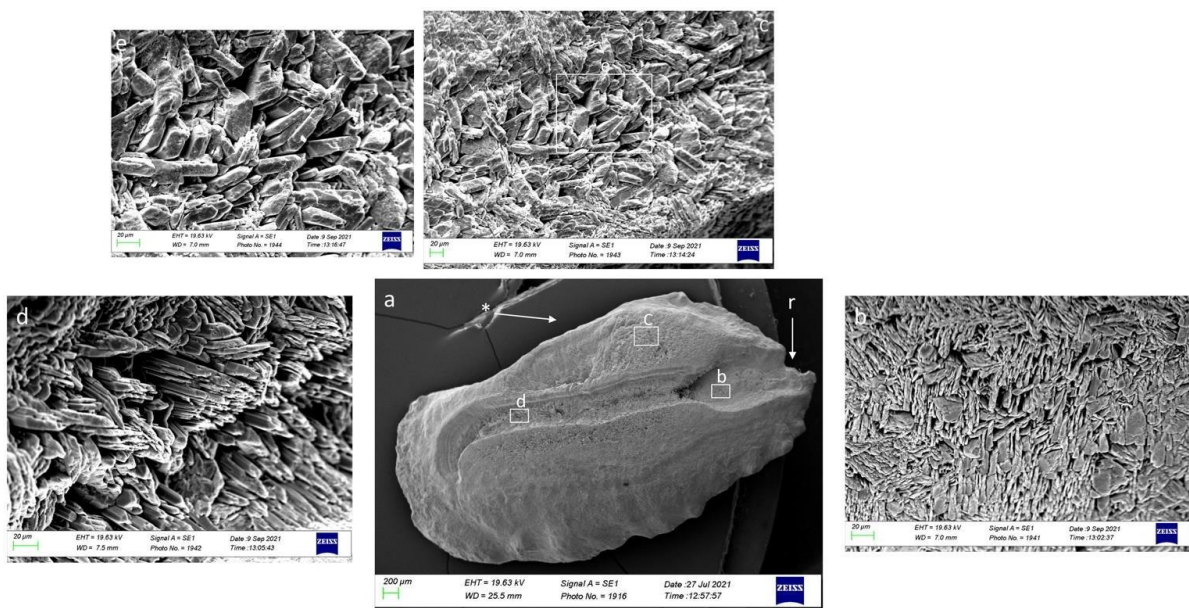 e
20 µm
EHT = 19.63 kV
WD = 7.0 mm
Signal A = SE1
Photo No. = 1944
Date :9 Sep 2021
Time :13:16:47
ZEISS
c
e
20 µm
EHT = 19.63 kV
WD = 7.0 mm
Signal A = SE1
Photo No. = 1943
Date :9 Sep 2021
Time :13:14:24
ZEISS
d
20 µm
EHT = 19.63 kV
WD = 7.5 mm
Signal A = SE1
Photo No. = 1942
Date :9 Sep 2021
Time :13:05:43
ZEISS
a
*
r
c
b
d
200 µm
EHT = 19.63 kV
WD = 25.5 mm
Signal A = SE1
Photo No. = 1916
Date :27 Jul 2021
Time :12:57:57
ZEISS
b
20 µm
EHT = 19.63 kV
WD = 7.0 mm
Signal A = SE1
Photo No. = 1941
Date :9 Sep 2021
Time :13:02:37
ZEISS